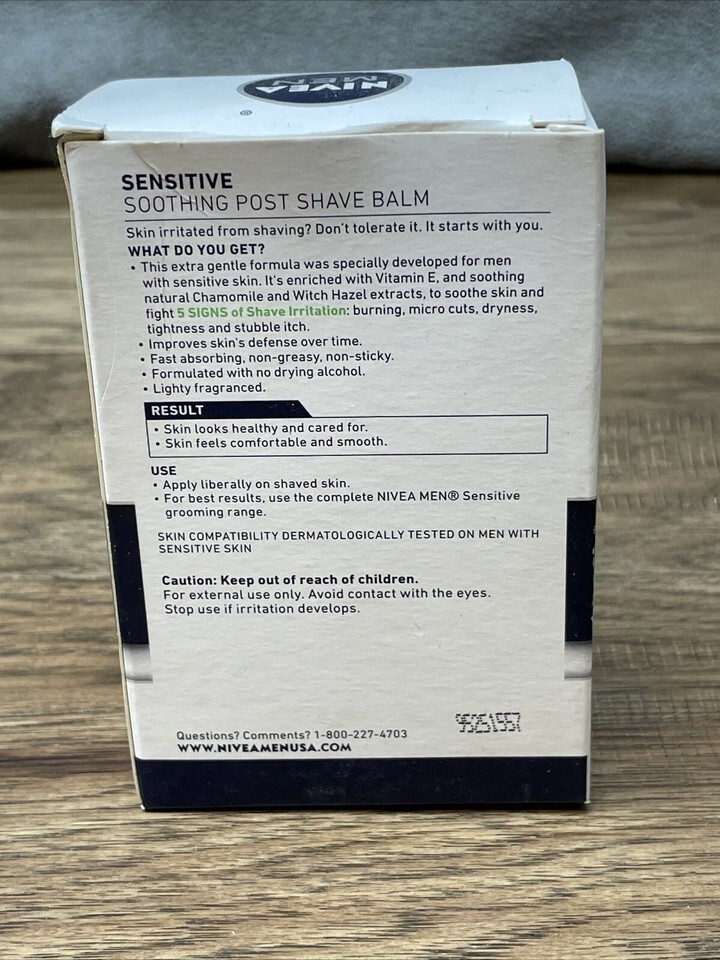 NIVEA
MEN
®
SENSITIVE
SOOTHING POST SHAVE BALM
Skin irritated from shaving? Don't tolerate it. It starts with you.
WHAT DO YOU GET?
• This extra gentle formula was specially developed for men
with sensitive skin. It's enriched with Vitamin E, and soothing
natural Chamomile and Witch Hazel extracts, to soothe skin and
fight 5 SIGNS of Shave Irritation: burning, micro cuts, dryness,
tightness and stubble itch.
• Improves skin's defense over time.
• Fast absorbing, non-greasy, non-sticky.
• Formulated with no drying alcohol.
• Lighty fragranced.
RESULT
• Skin looks healthy and cared for.
• Skin feels comfortable and smooth.
USE
• Apply liberally on shaved skin.
• For best results, use the complete NIVEA MEN® Sensitive
grooming range.
SKIN COMPATIBILITY DERMATOLOGICALLY TESTED ON MEN WITH
SENSITIVE SKIN
Caution: Keep out of reach of children.
For external use only. Avoid contact with the eyes.
Stop use if irritation develops.
Questions? Comments? 1-800-227-4703
WWW.NIVEAMENUSA.COM